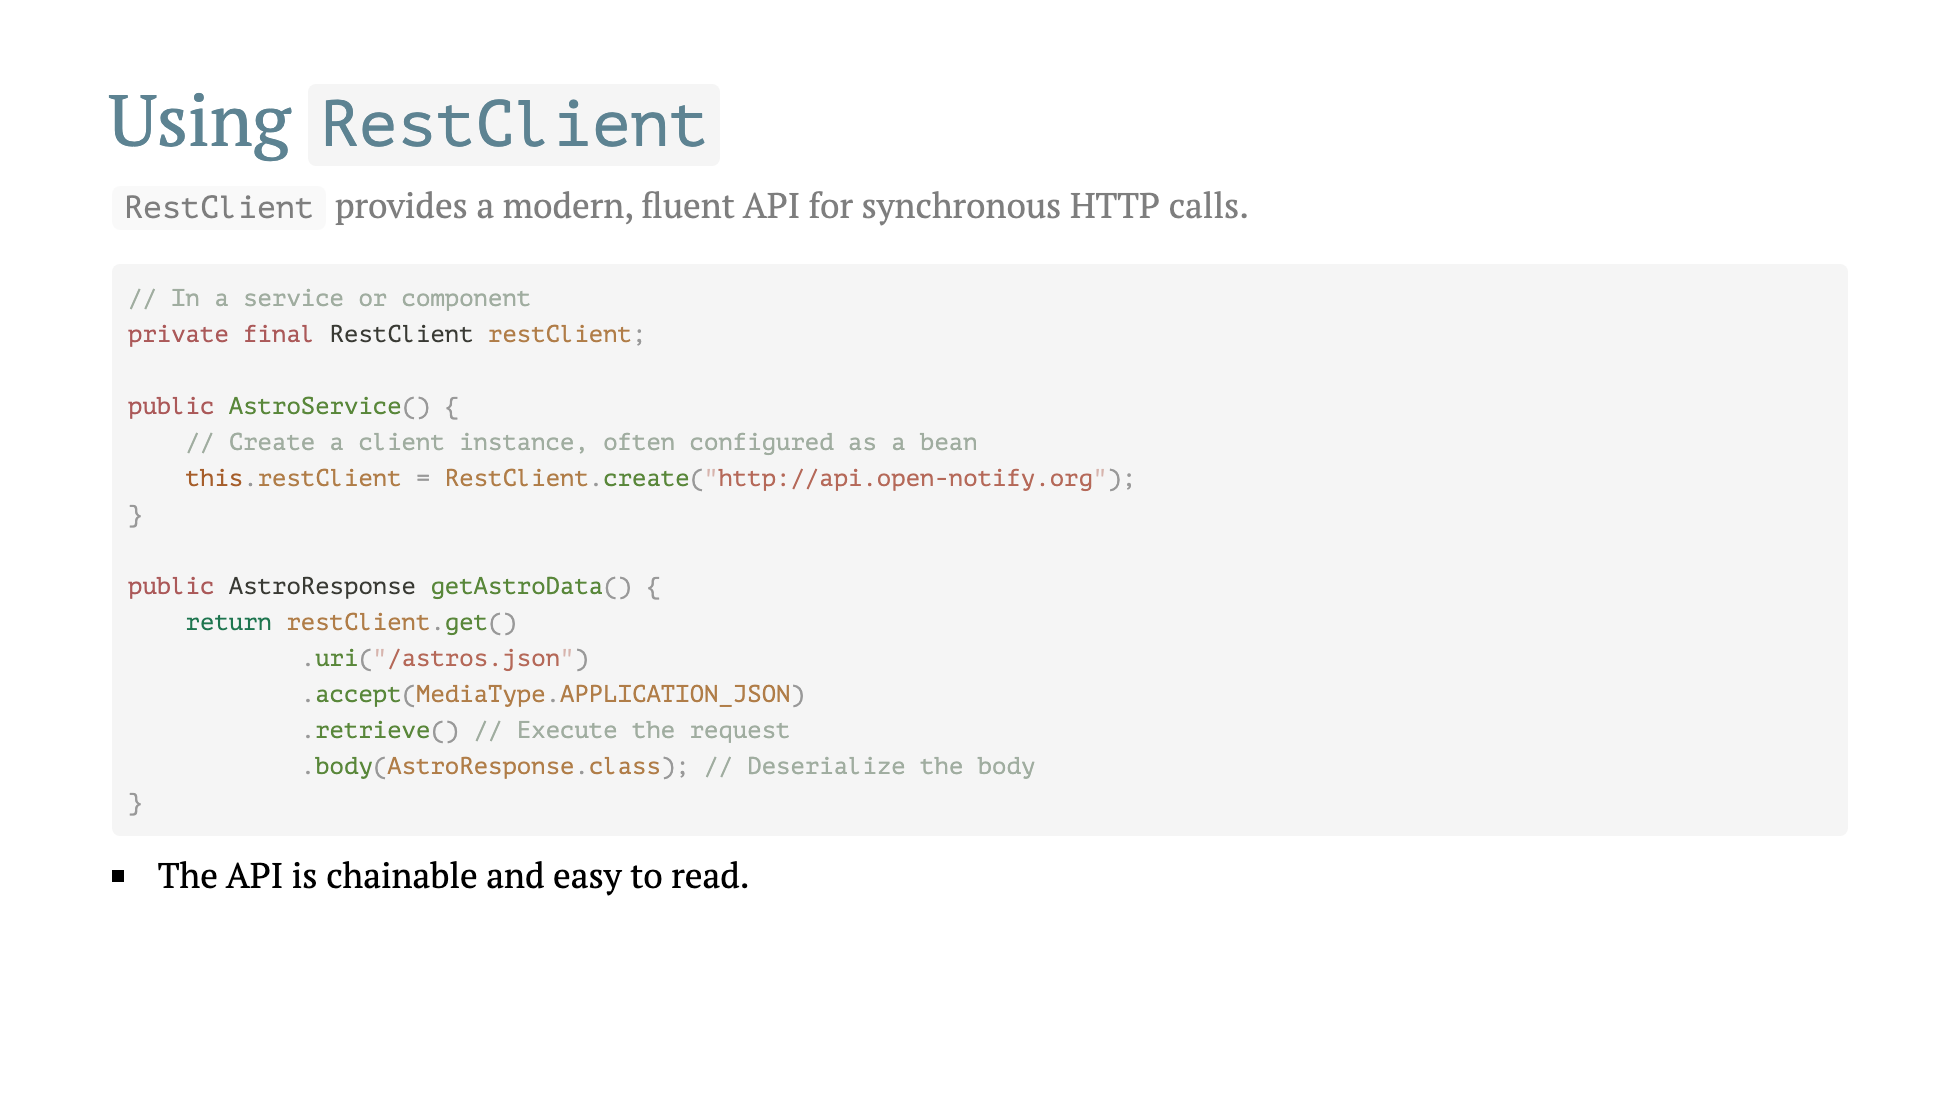 Using RestClient
RestClient provides a modern, fluent API for synchronous HTTP calls.
// In a service or component
private final RestClient restClient;

public AstroService() {
    // Create a client instance, often configured as a bean
    this.restClient = RestClient.create("http://api.open-notify.org");
}

public AstroResponse getAstroData() {
    return restClient.get()
            .uri("/astros.json")
            .accept(MediaType.APPLICATION_JSON)
            .retrieve() // Execute the request
            .body(AstroResponse.class); // Deserialize the body
}
▪ The API is chainable and easy to read.